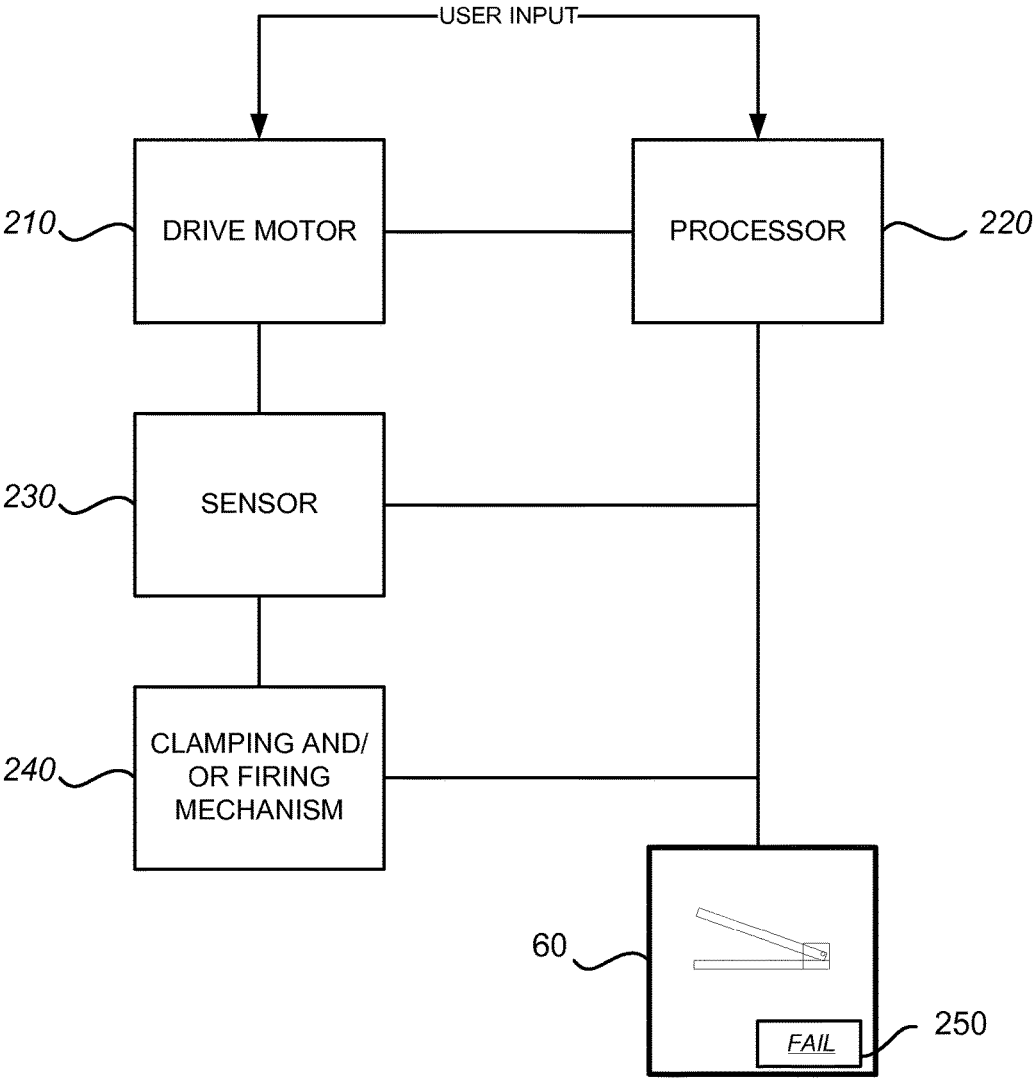 USER INPUT
210
DRIVE MOTOR
PROCESSOR
220
230
SENSOR
240
CLAMPING AND/
OR FIRING
MECHANISM
60
FAIL
250